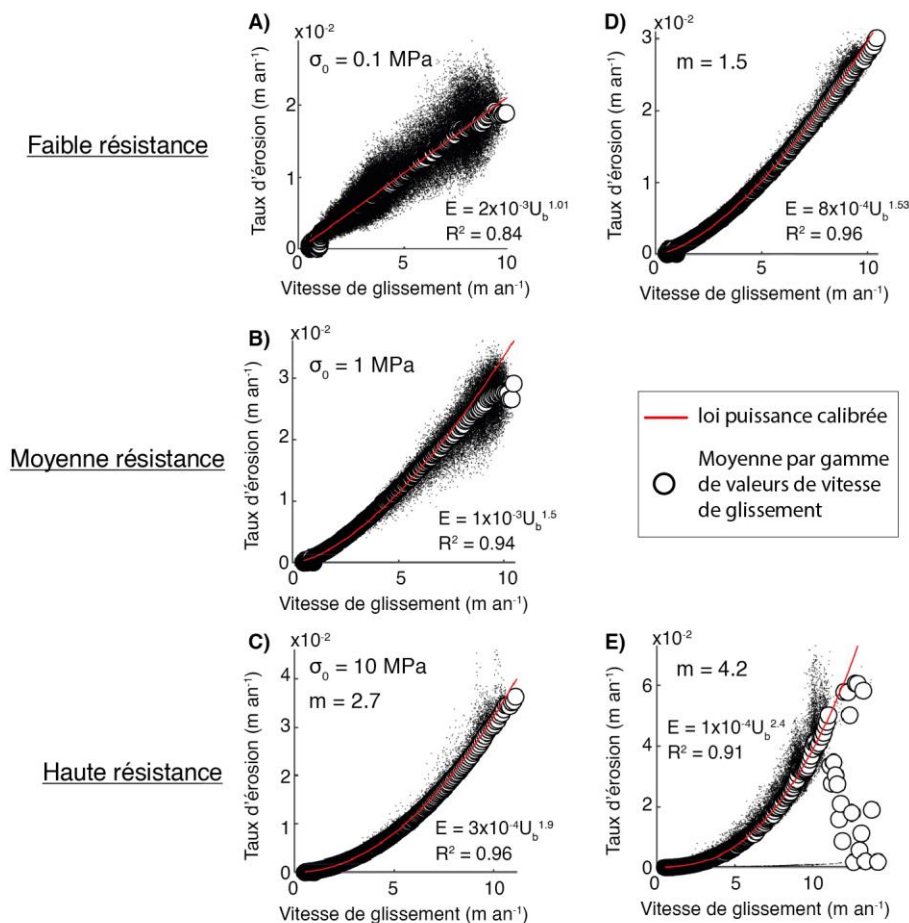 A)
x10⁻²
σ₀ = 0.1 MPa
2
1
0
0
5
10
Taux d'érosion (m an⁻¹)
Vitesse de glissement (m an⁻¹)
E = 2x10⁻³U_b^1.01
R² = 0.84
D)
x10⁻²
m = 1.5
3
2
1
0
0
5
10
Taux d'érosion (m an⁻¹)
Vitesse de glissement (m an⁻¹)
E = 8x10⁻⁴U_b^1.53
R² = 0.96
Faible résistance
B)
x10⁻²
σ₀ = 1 MPa
3
2
1
0
0
5
10
Taux d'érosion (m an⁻¹)
Vitesse de glissement (m an⁻¹)
E = 1x10⁻³U_b^1.5
R² = 0.94
Moyenne résistance
loi puissance calibrée
Moyenne par gamme
de valeurs de vitesse
de glissement
C)
x10⁻²
σ₀ = 10 MPa
m = 2.7
4
3
2
1
0
0
5
10
Taux d'érosion (m an⁻¹)
Vitesse de glissement (m an⁻¹)
E = 3x10⁻⁴U_b^1.9
R² = 0.96
Haute résistance
E)
x10⁻²
m = 4.2
6
4
2
0
0
5
10
Taux d'érosion (m an⁻¹)
Vitesse de glissement (m an⁻¹)
E = 1x10⁻⁴U_b^2.4
R² = 0.91